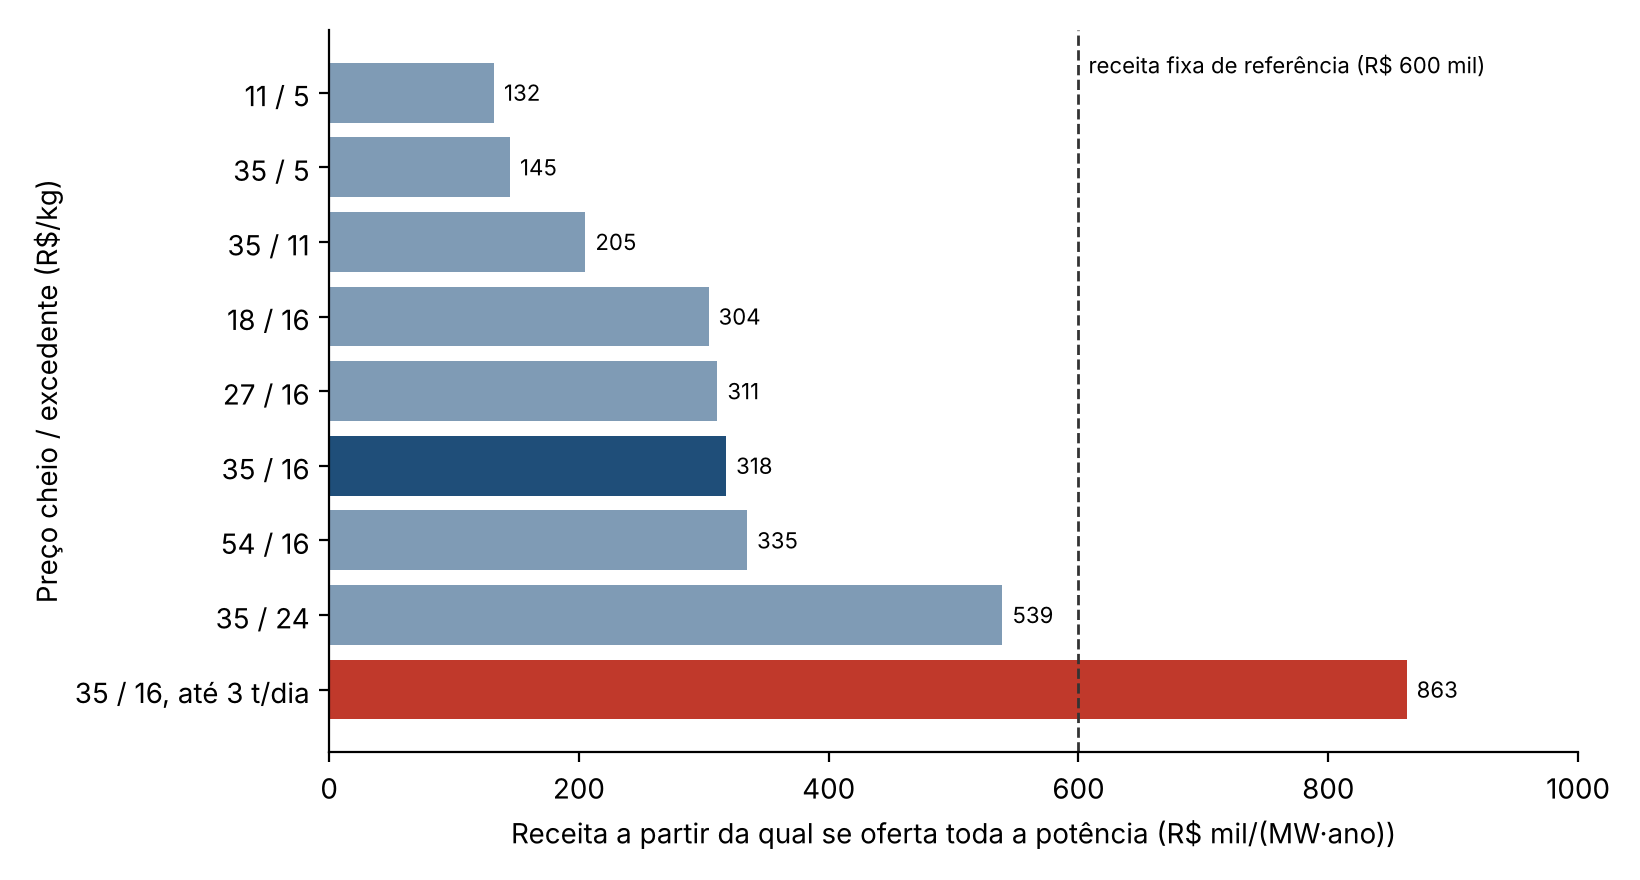 receita fixa de referência (R$ 600 mil)
Preço cheio / excedente (R$/kg)
11 / 5
132
35 / 5
145
35 / 11
205
18 / 16
304
27 / 16
311
35 / 16
318
54 / 16
335
35 / 24
539
35 / 16, até 3 t/dia
863
0
200
400
600
800
1000
Receita a partir da qual se oferta toda a potência (R$ mil/(MW·ano))